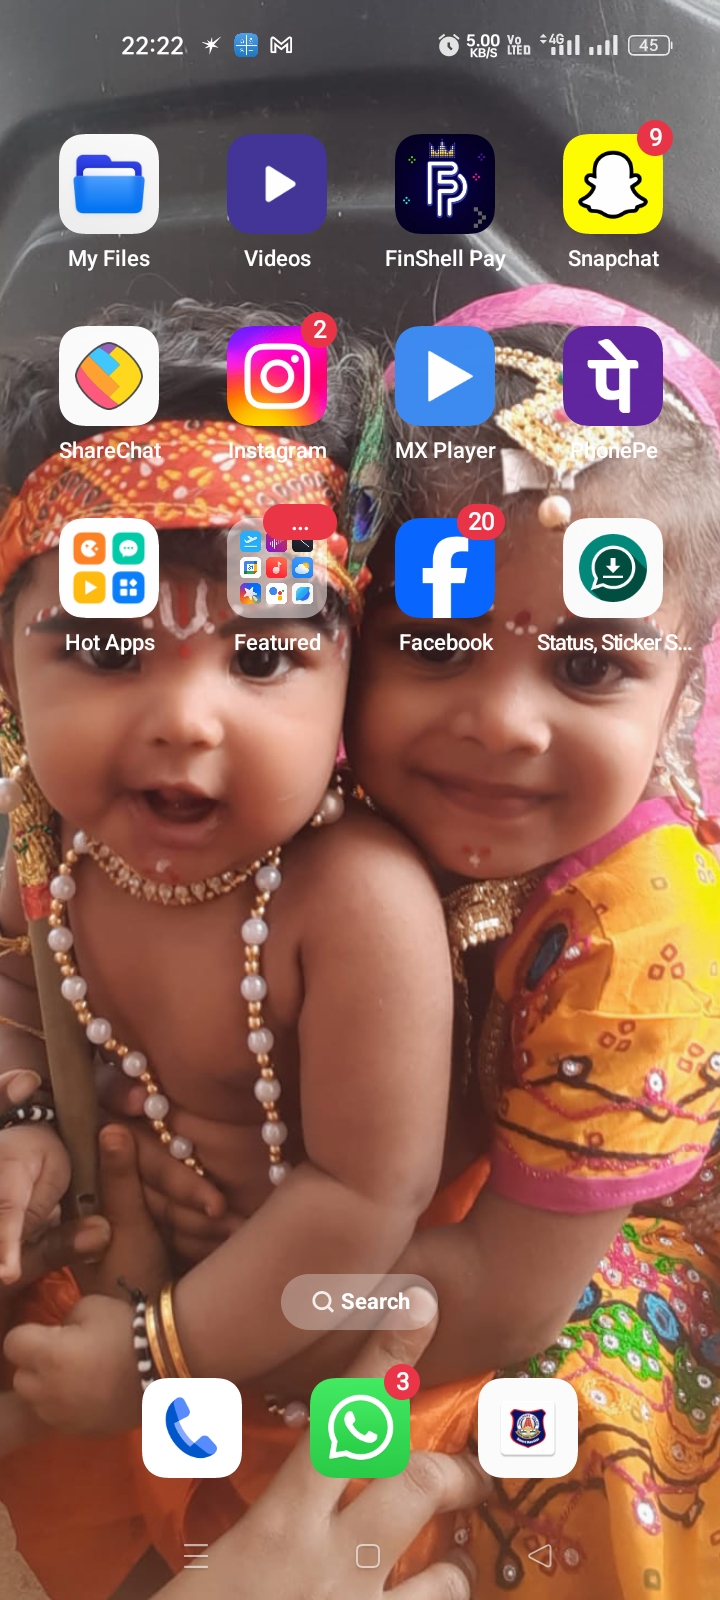 22:22
5.00 KB/S
Vo LTED
4G
45
9
My Files
Videos
FinShell Pay
Snapchat
2
पे
ShareChat
Instagram
MX Player
PhonePe
...
20
Hot Apps
Featured
Facebook
Status, Sticker S...
Search
3